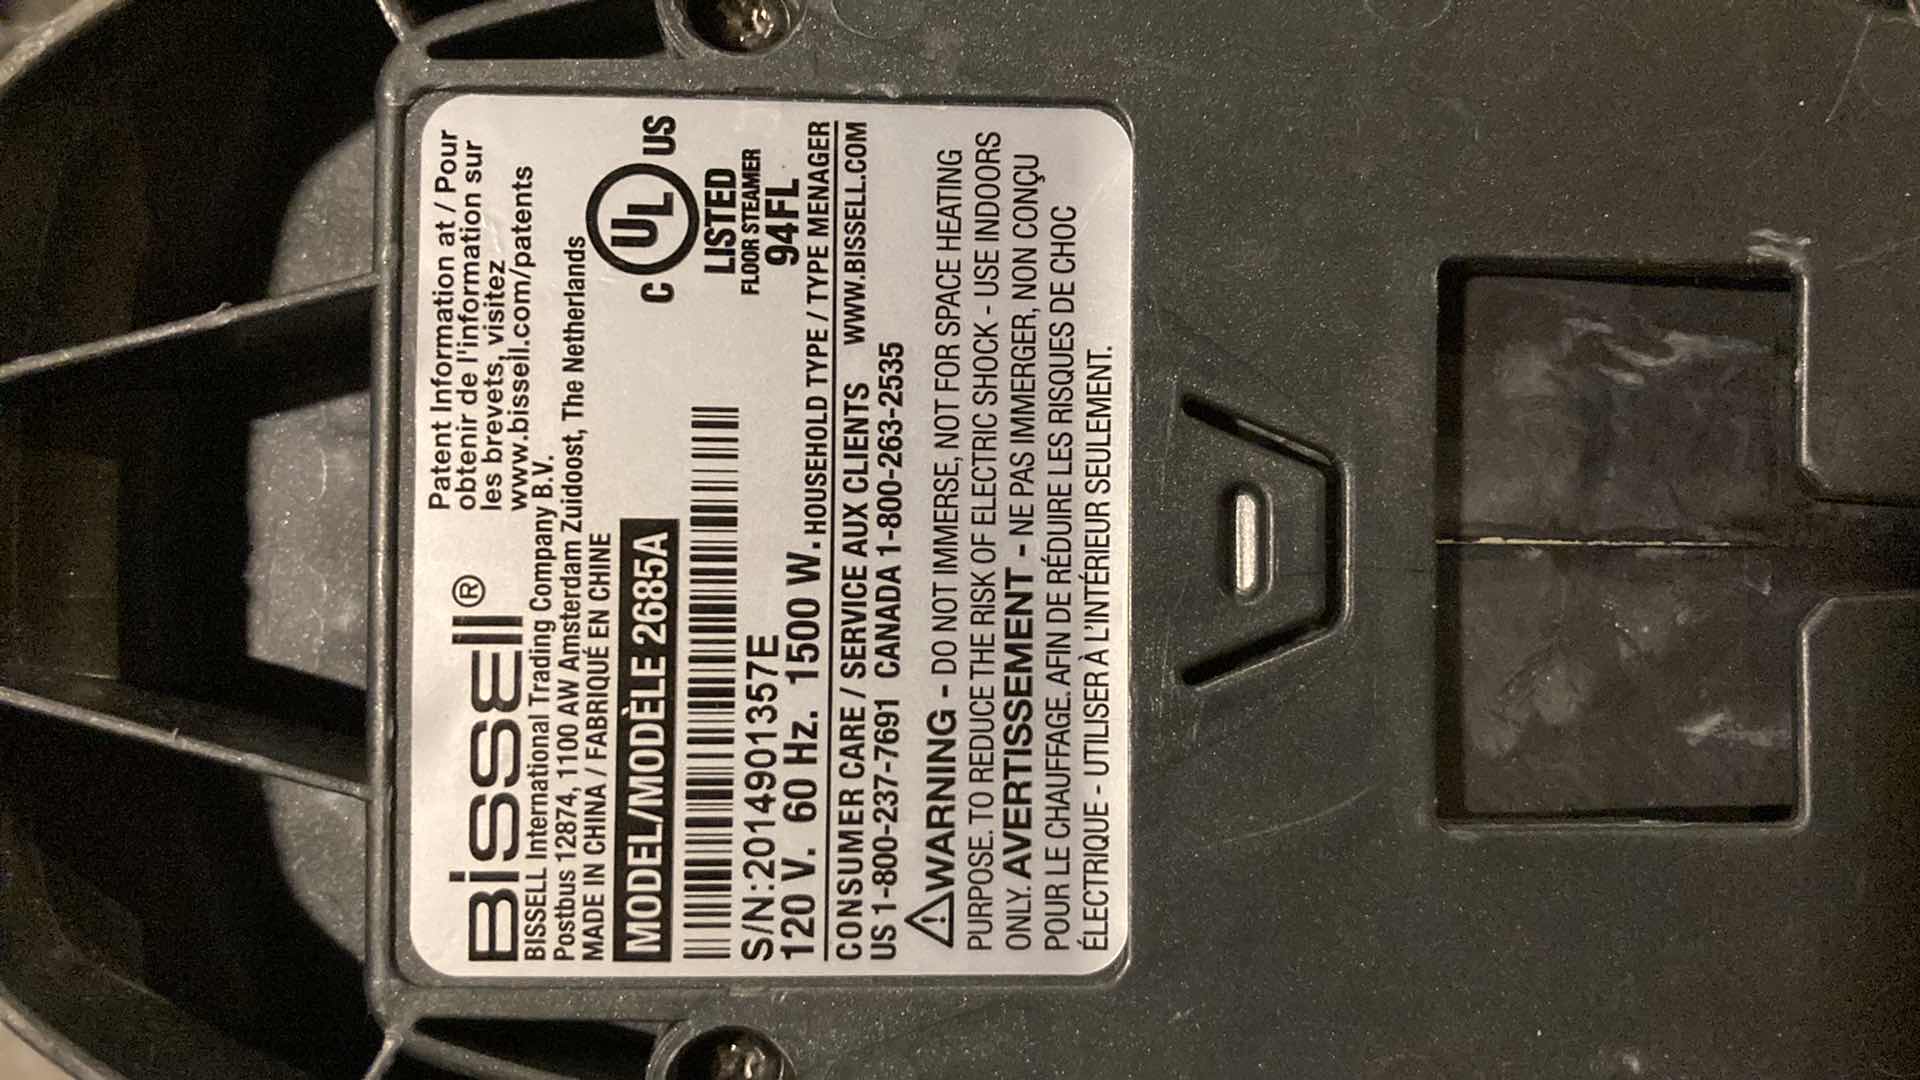 Patent Information at / Pour
obtenir de l'information sur
les brevets, visitez
www.bissell.com/patents
BISSELL®
BISSELL International Trading Company B.V.
Postbus 12874, 1100 AW Amsterdam Zuidoost, The Netherlands
MADE IN CHINA / FABRIQUÉ EN CHINE
MODEL/MODÈLE 2685A
C UL US
LISTED
FLOOR STEAMER
94FL
S/N:2014901357E
120 V. 60 Hz. 1500 W. HOUSEHOLD TYPE / TYPE MENAGER
CONSUMER CARE / SERVICE AUX CLIENTS WWW.BISSELL.COM
US 1-800-237-7691 CANADA 1-800-263-2535
⚠WARNING - DO NOT IMMERSE, NOT FOR SPACE HEATING
PURPOSE. TO REDUCE THE RISK OF ELECTRIC SHOCK - USE INDOORS
ONLY. AVERTISSEMENT - NE PAS IMMERGER, NON CONÇU
POUR LE CHAUFFAGE. AFIN DE RÉDUIRE LES RISQUES DE CHOC
ÉLECTRIQUE - UTILISER À L'INTÉRIEUR SEULEMENT.